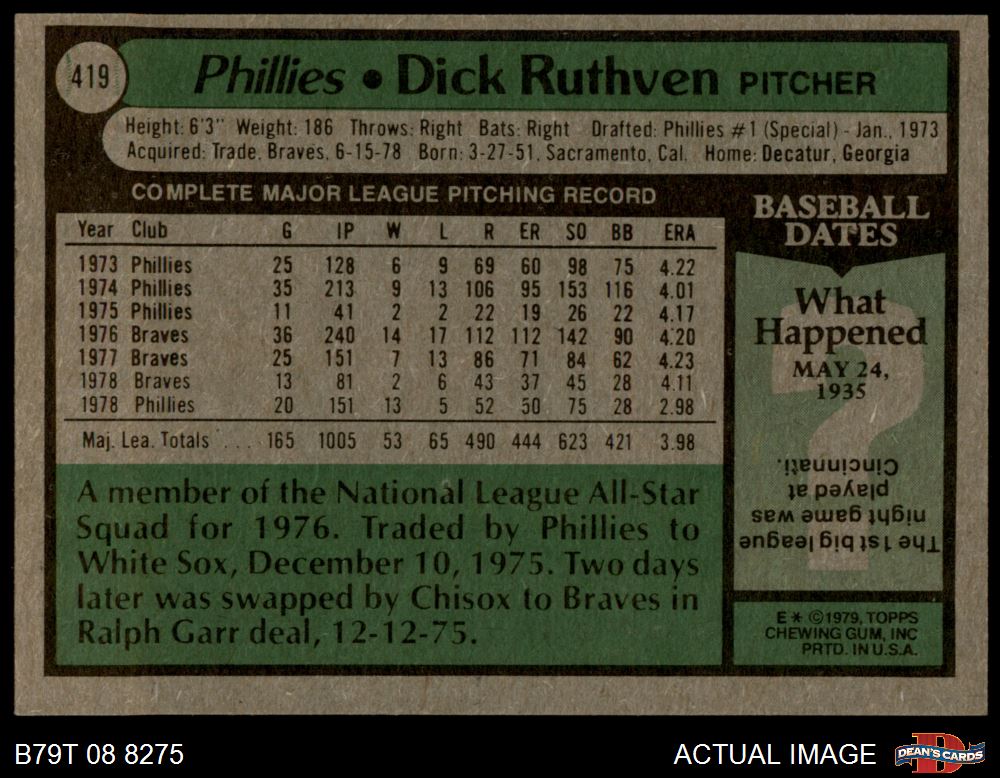 419
Phillies • Dick Ruthven PITCHER
Height: 6'3" Weight: 186 Throws: Right Bats: Right Drafted: Phillies #1 (Special) - Jan., 1973
Acquired: Trade, Braves, 6-15-78 Born: 3-27-51, Sacramento, Cal. Home: Decatur, Georgia
COMPLETE MAJOR LEAGUE PITCHING RECORD
Year Club G IP W L R ER SO BB ERA
1973 Phillies 25 128 6 9 69 60 98 75 4.22
1974 Phillies 35 213 9 13 106 95 153 116 4.01
1975 Phillies 11 41 2 2 22 19 26 22 4.17
1976 Braves 36 240 14 17 112 112 142 90 4.20
1977 Braves 25 151 7 13 86 71 84 62 4.23
1978 Braves 13 81 2 6 43 37 45 28 4.11
1978 Phillies 20 151 13 5 52 50 75 28 2.98
Maj. Lea. Totals . . . 165 1005 53 65 490 444 623 421 3.98
A member of the National League All-Star
Squad for 1976. Traded by Phillies to
White Sox, December 10, 1975. Two days
later was swapped by Chisox to Braves in
Ralph Garr deal, 12-12-75.
BASEBALL
DATES
What
Happened
MAY 24,
1935
The 1st big league
night game was
played at
Cincinnati.
E * ©1979, TOPPS
CHEWING GUM, INC
PRTD. IN U.S.A.
B79T 08 8275
ACTUAL IMAGE
DEAN'S CARDS